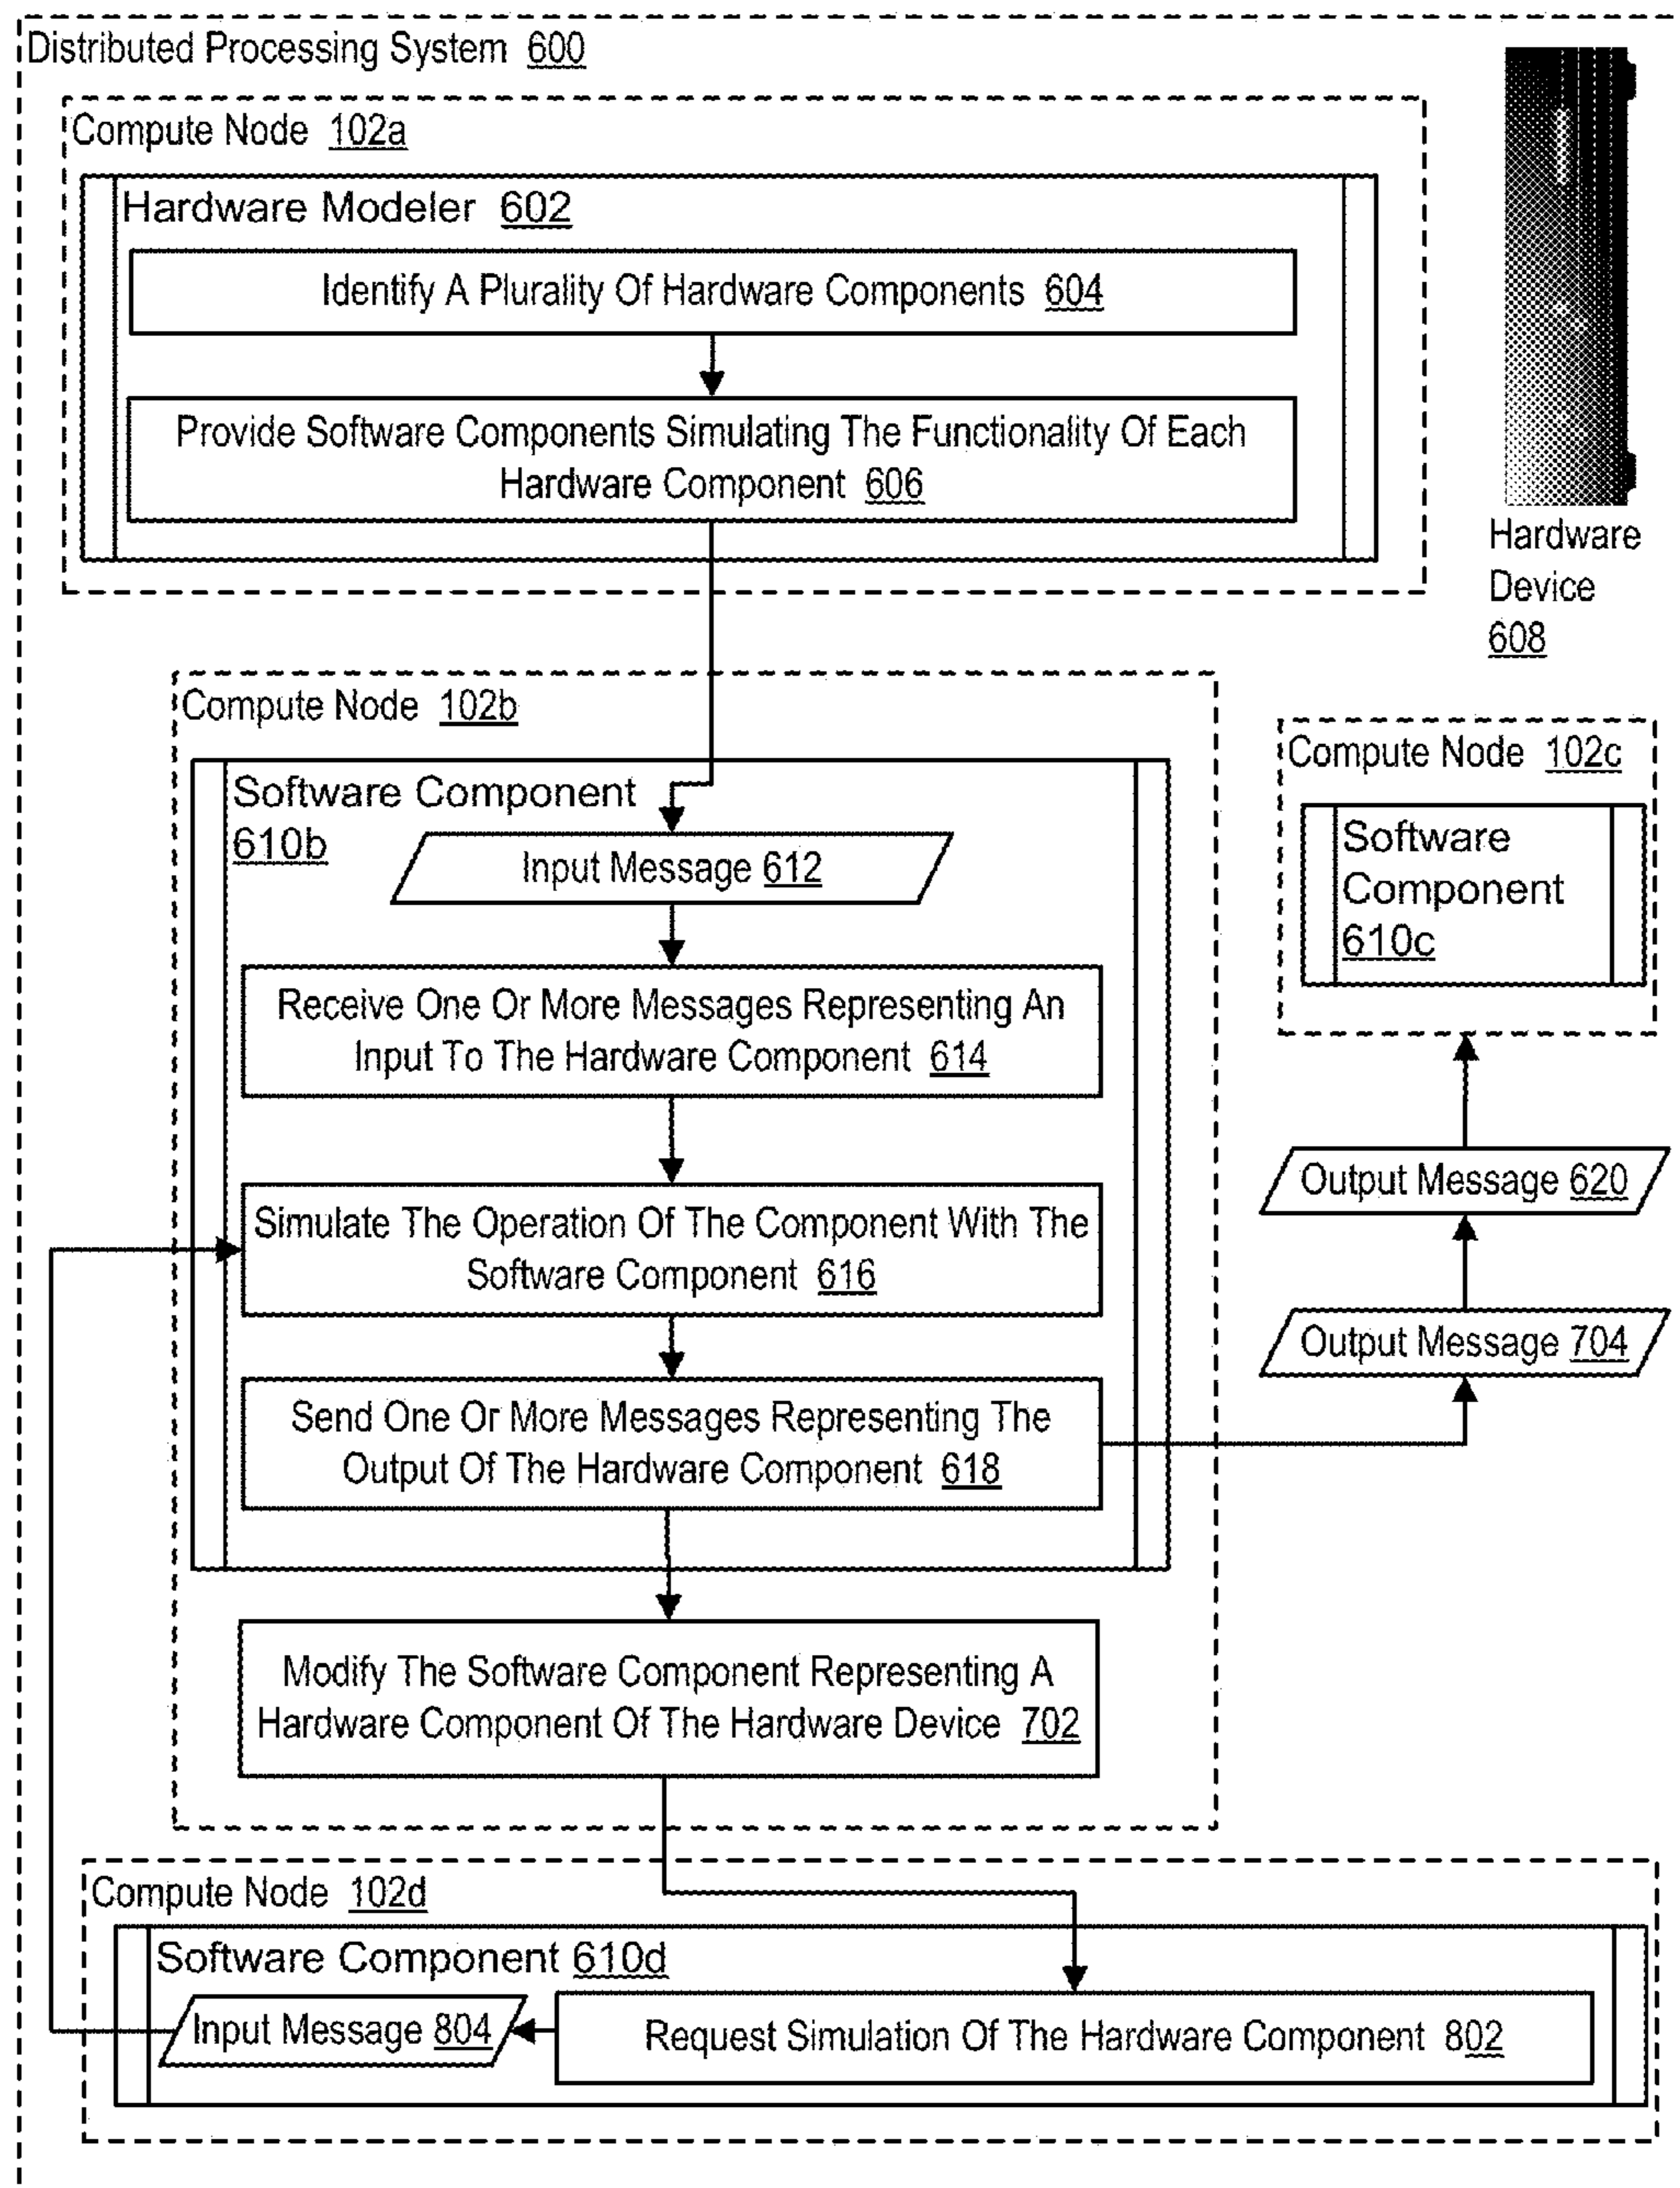 Distributed Processing System 600
Compute Node 102a
Hardware Modeler 602
Identify A Plurality Of Hardware Components 604
Provide Software Components Simulating The Functionality Of Each
Hardware Component 606
Hardware
Device
608
Compute Node 102b
Software Component
610b
Input Message 612
Receive One Or More Messages Representing An
Input To The Hardware Component 614
Simulate The Operation Of The Component With The
Software Component 616
Send One Or More Messages Representing The
Output Of The Hardware Component 618
Modify The Software Component Representing A
Hardware Component Of The Hardware Device 702
Compute Node 102c
Software
Component
610c
Output Message 620
Output Message 704
Compute Node 102d
Software Component 610d
Input Message 804
Request Simulation Of The Hardware Component 802